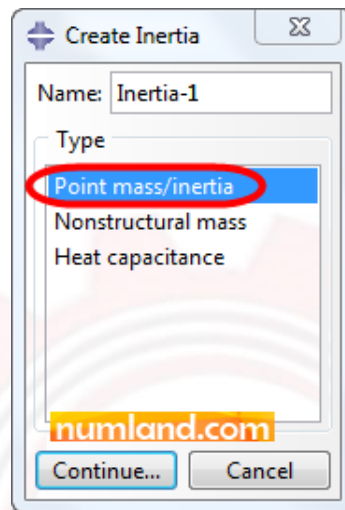 Create Inertia
Name: Inertia-1
Type
Point mass/inertia
Nonstructural mass
Heat capacitance
numland.com
Continue... Cancel